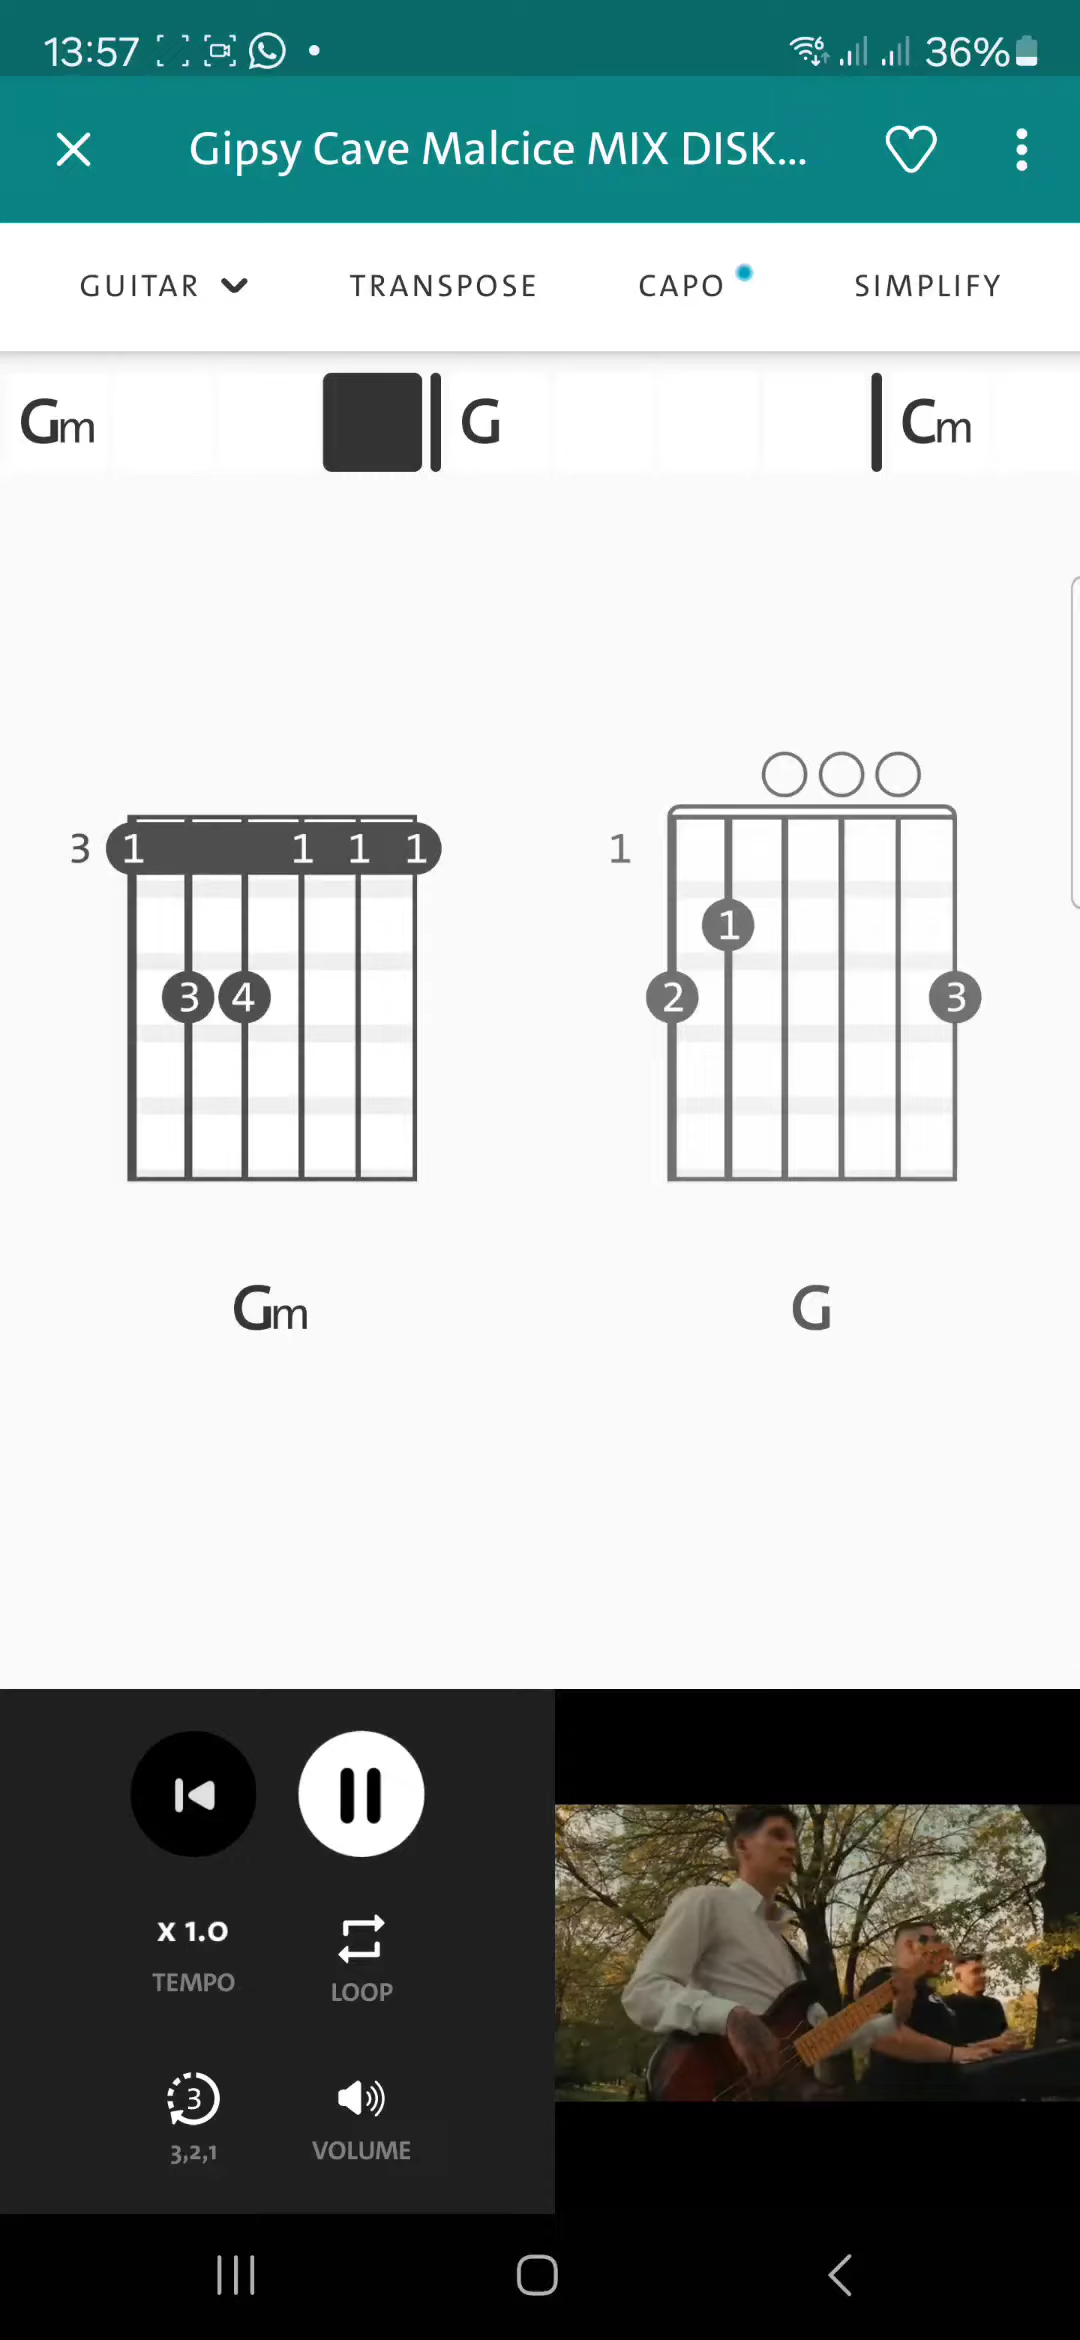 13:57 36%
Gipsy Cave Malcice MIX DISK...
GUITAR TRANSPOSE CAPO SIMPLIFY
Gm G Cm
3 1 1 1 1 1
1
3 4 2 3
Gm G
x 1.0
TEMPO LOOP
3
3,2,1 VOLUME